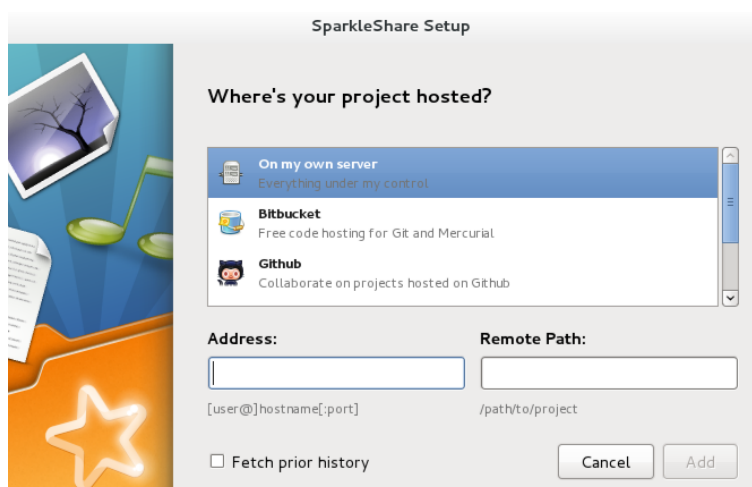 SparkleShare Setup
Where's your project hosted?
On my own server
Everything under my control
Bitbucket
Free code hosting for Git and Mercurial
Github
Collaborate on projects hosted on Github
Address: Remote Path:
[user@]hostname[:port] /path/to/project
Fetch prior history Cancel Add